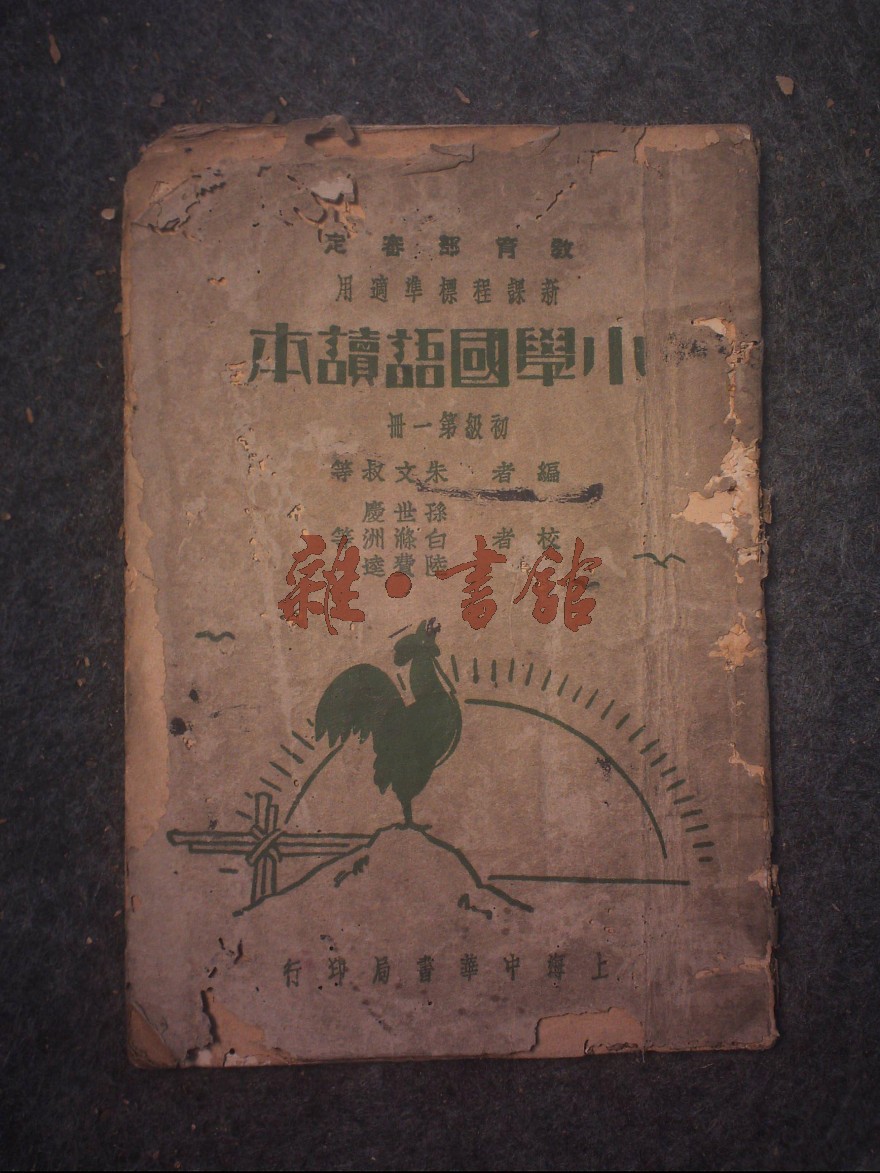 教育部審定
新課程標準適用
小學國語讀本
初級第一冊
編者 朱文叔等
孫世慶
校者 白滌洲等
陸費逵
雜·書館
上海中華書局印行